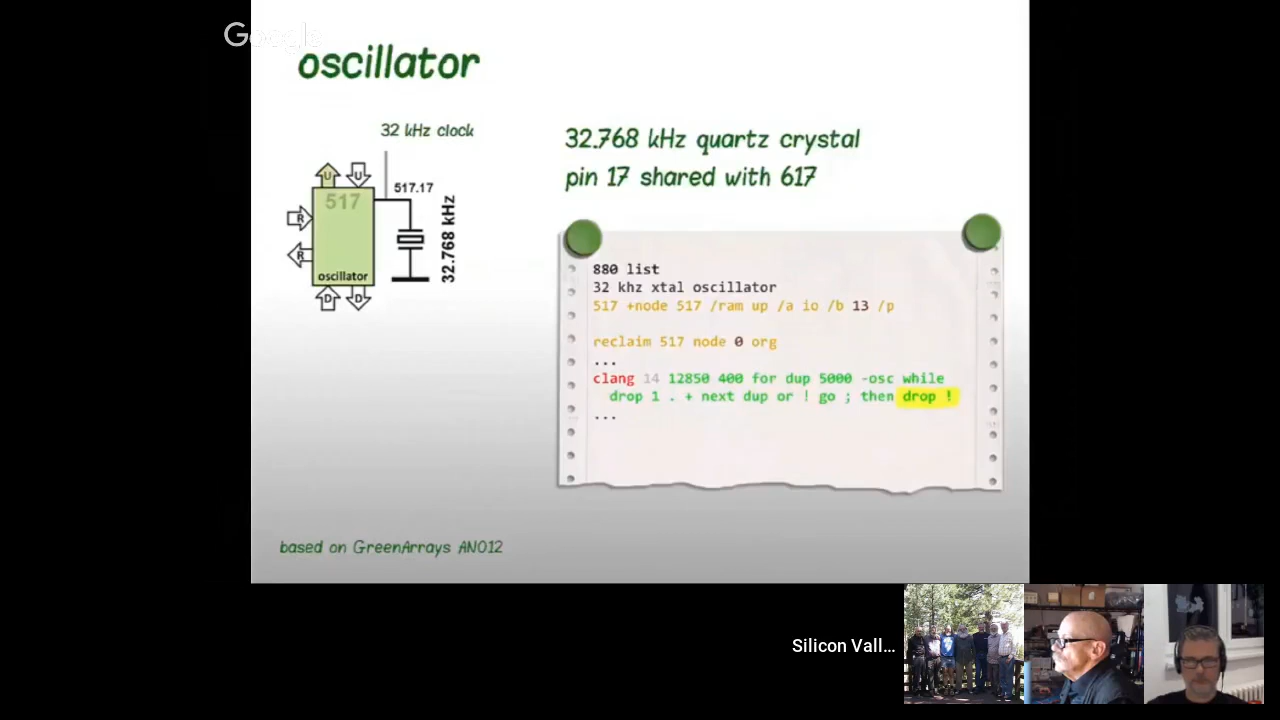 Google
oscillator
32 kHz clock
U
U
517.17
517
R
R
32.768 kHz
oscillator
D
D
32.768 kHz quartz crystal
pin 17 shared with 617
880 list
32 khz xtal oscillator
517 +node 517 /ram up /a io /b 13 /p
reclaim 517 node 0 org
...
clang 14 12850 400 for dup 5000 -osc while
drop 1 . + next dup or ! go ; then drop !
...
based on GreenArrays AN012
Silicon Vall...